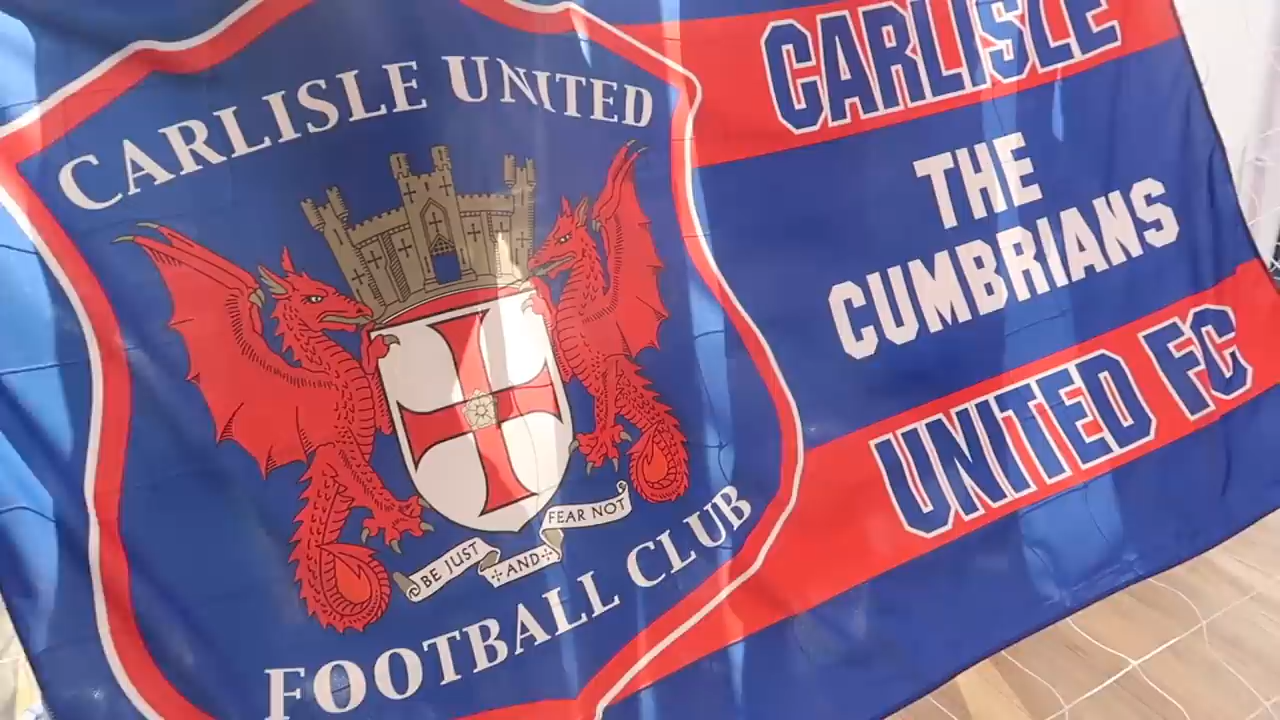 CARLISLE UNITED
BE JUST AND FEAR NOT
FOOTBALL CLUB
CARLISLE
THE
CUMBRIANS
UNITED FC